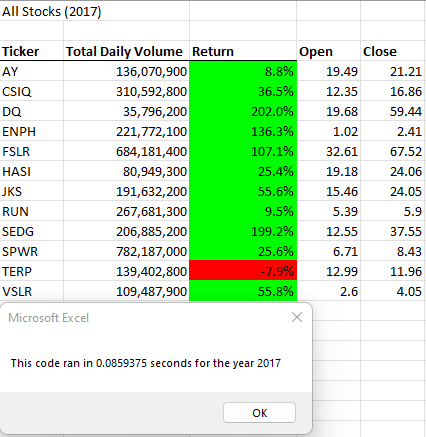 All Stocks (2017)
Ticker Total Daily Volume Return Open Close
AY 136,070,900 8.8% 19.49 21.21
CSIQ 310,592,800 36.5% 12.35 16.86
DQ 35,796,200 202.0% 19.68 59.44
ENPH 221,772,100 136.3% 1.02 2.41
FSLR 684,181,400 107.1% 32.61 67.52
HASI 80,949,300 25.4% 19.18 24.06
JKS 191,632,200 55.6% 15.46 24.05
RUN 267,681,300 9.5% 5.39 5.9
SEDG 206,885,200 199.2% 12.55 37.55
SPWR 782,187,000 25.6% 6.71 8.43
TERP 139,402,800 -7.9% 12.99 11.96
VSLR 109,487,900 55.8% 2.6 4.05
Microsoft Excel
This code ran in 0.0859375 seconds for the year 2017
OK